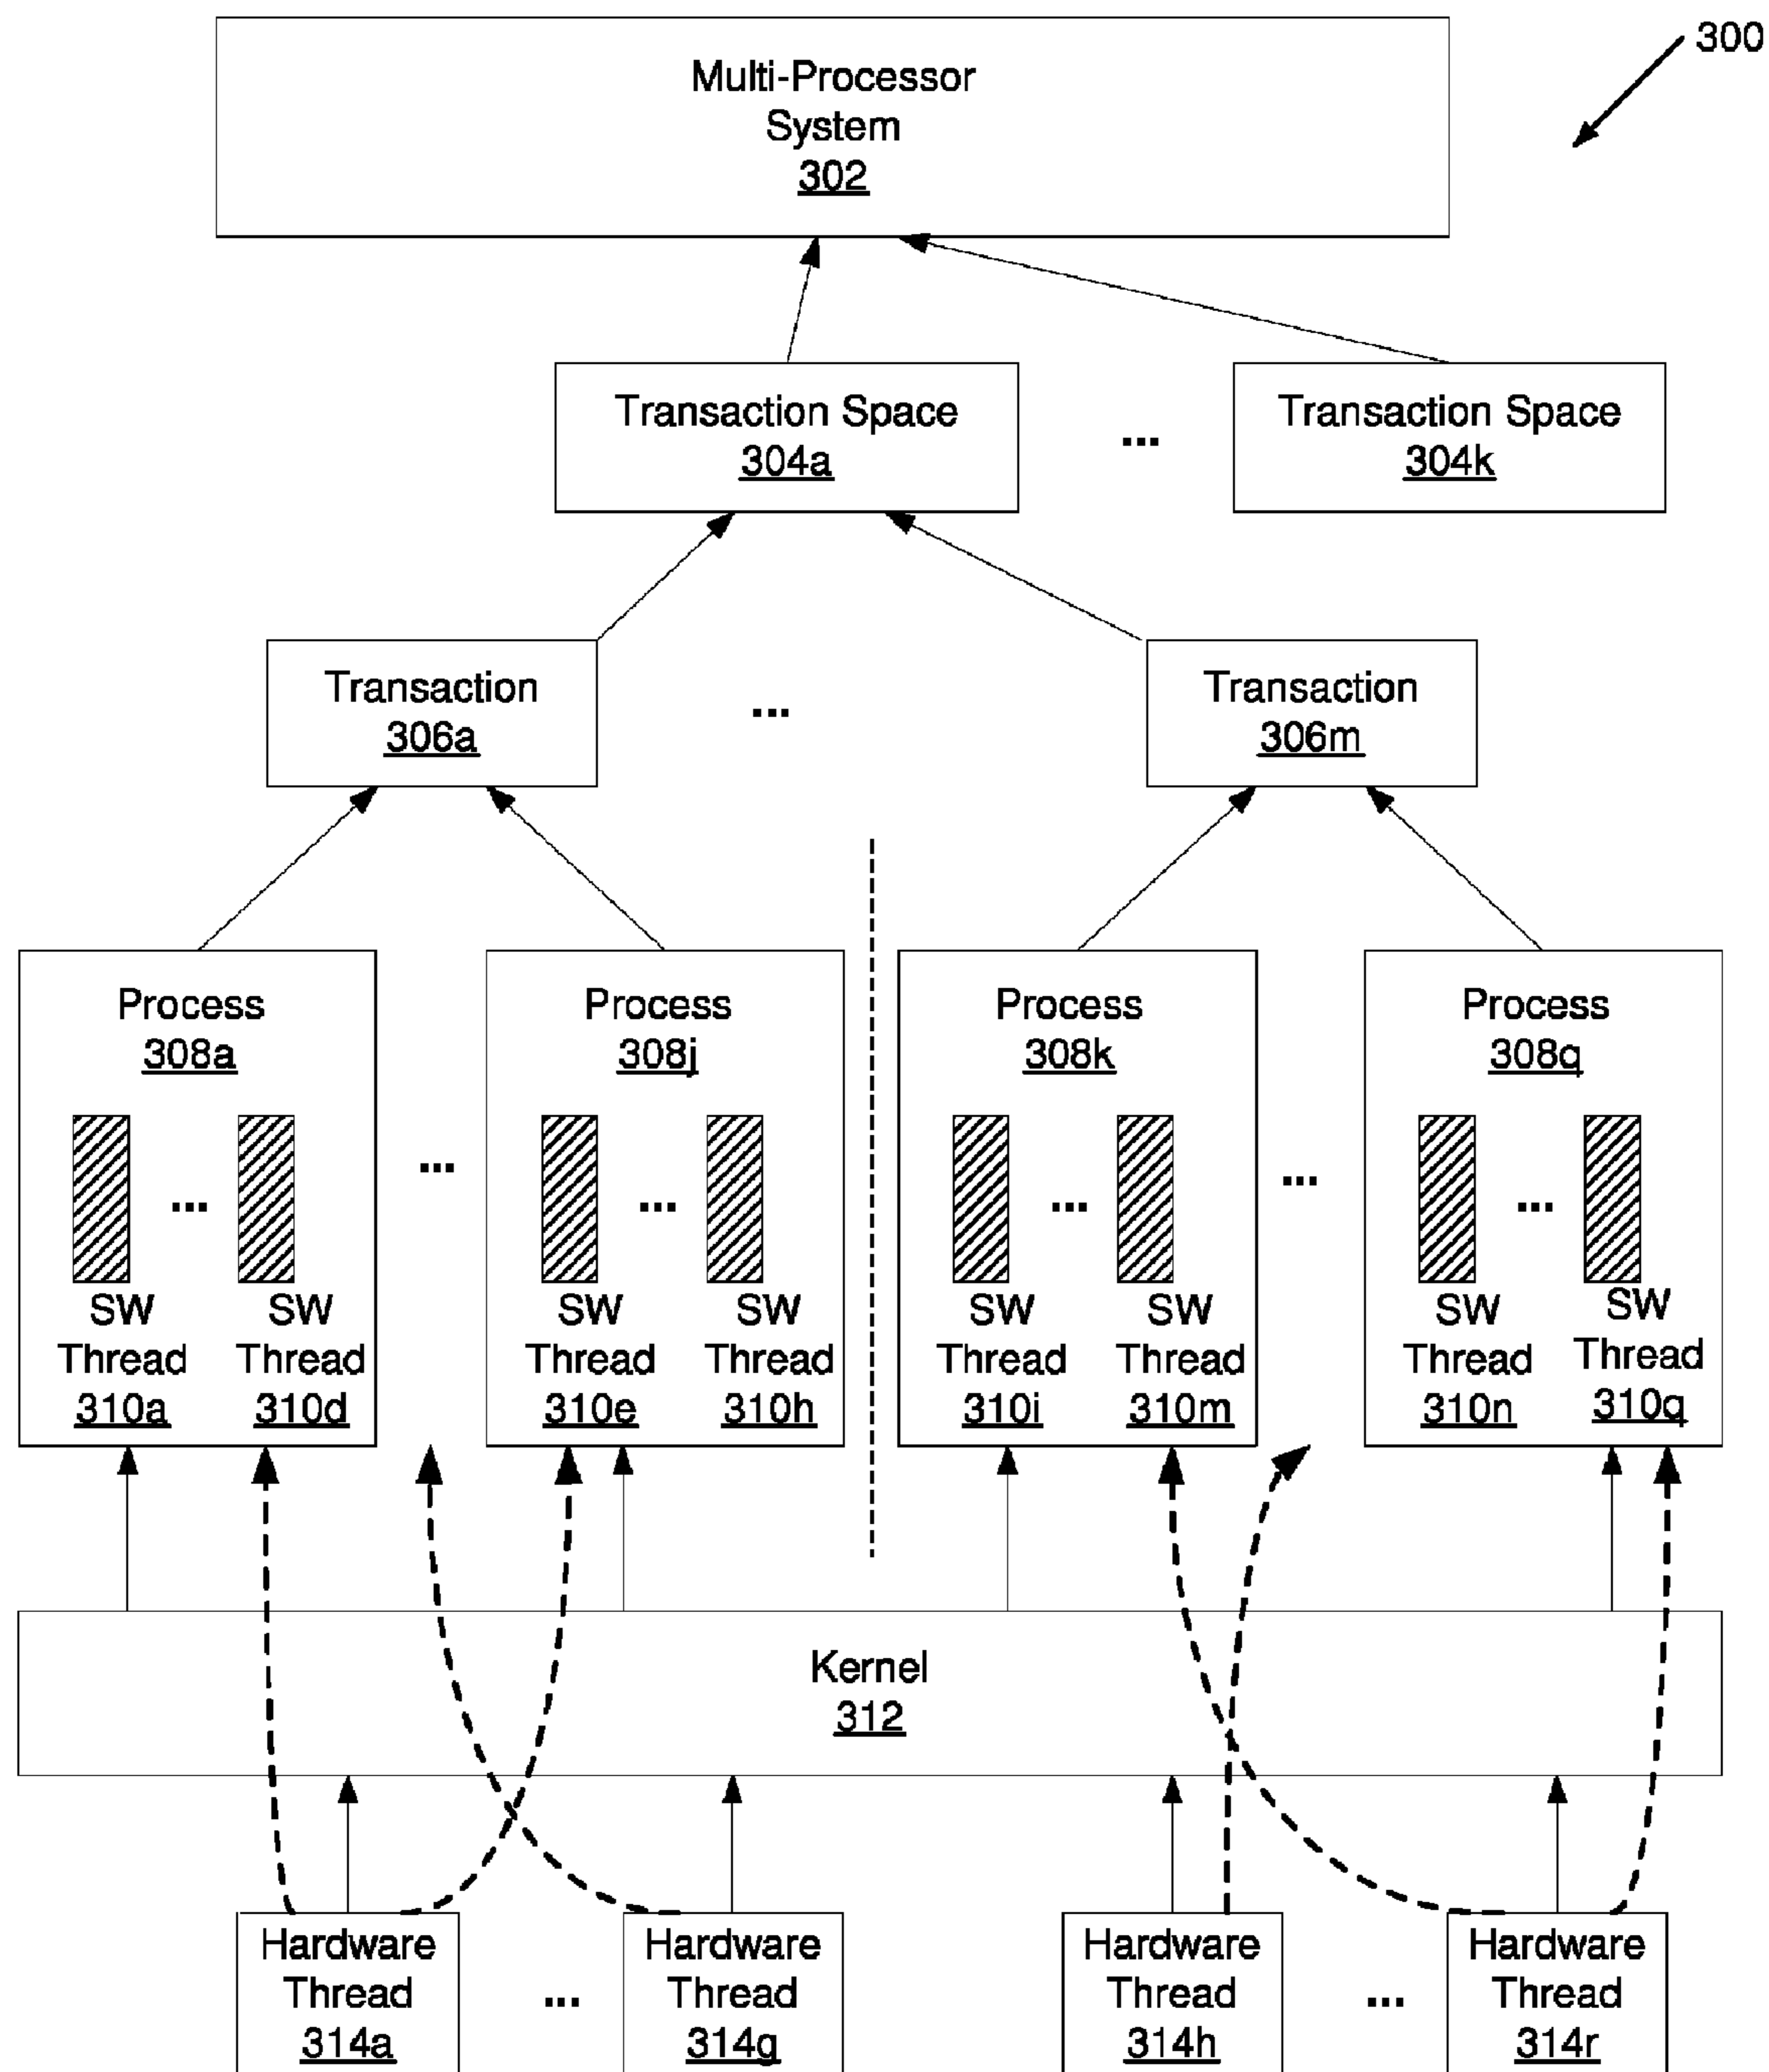 300
Multi-Processor
System
302
Transaction Space
304a
...
Transaction Space
304k
Transaction
306a
...
Transaction
306m
Process
308a
...
SW
Thread
310a
SW
Thread
310d
...
Process
308j
...
SW
Thread
310e
SW
Thread
310h
Process
308k
...
SW
Thread
310i
SW
Thread
310m
...
Process
308q
...
SW
Thread
310n
SW
Thread
310q
Kernel
312
Hardware
Thread
314a
...
Hardware
Thread
314g
Hardware
Thread
314h
...
Hardware
Thread
314r